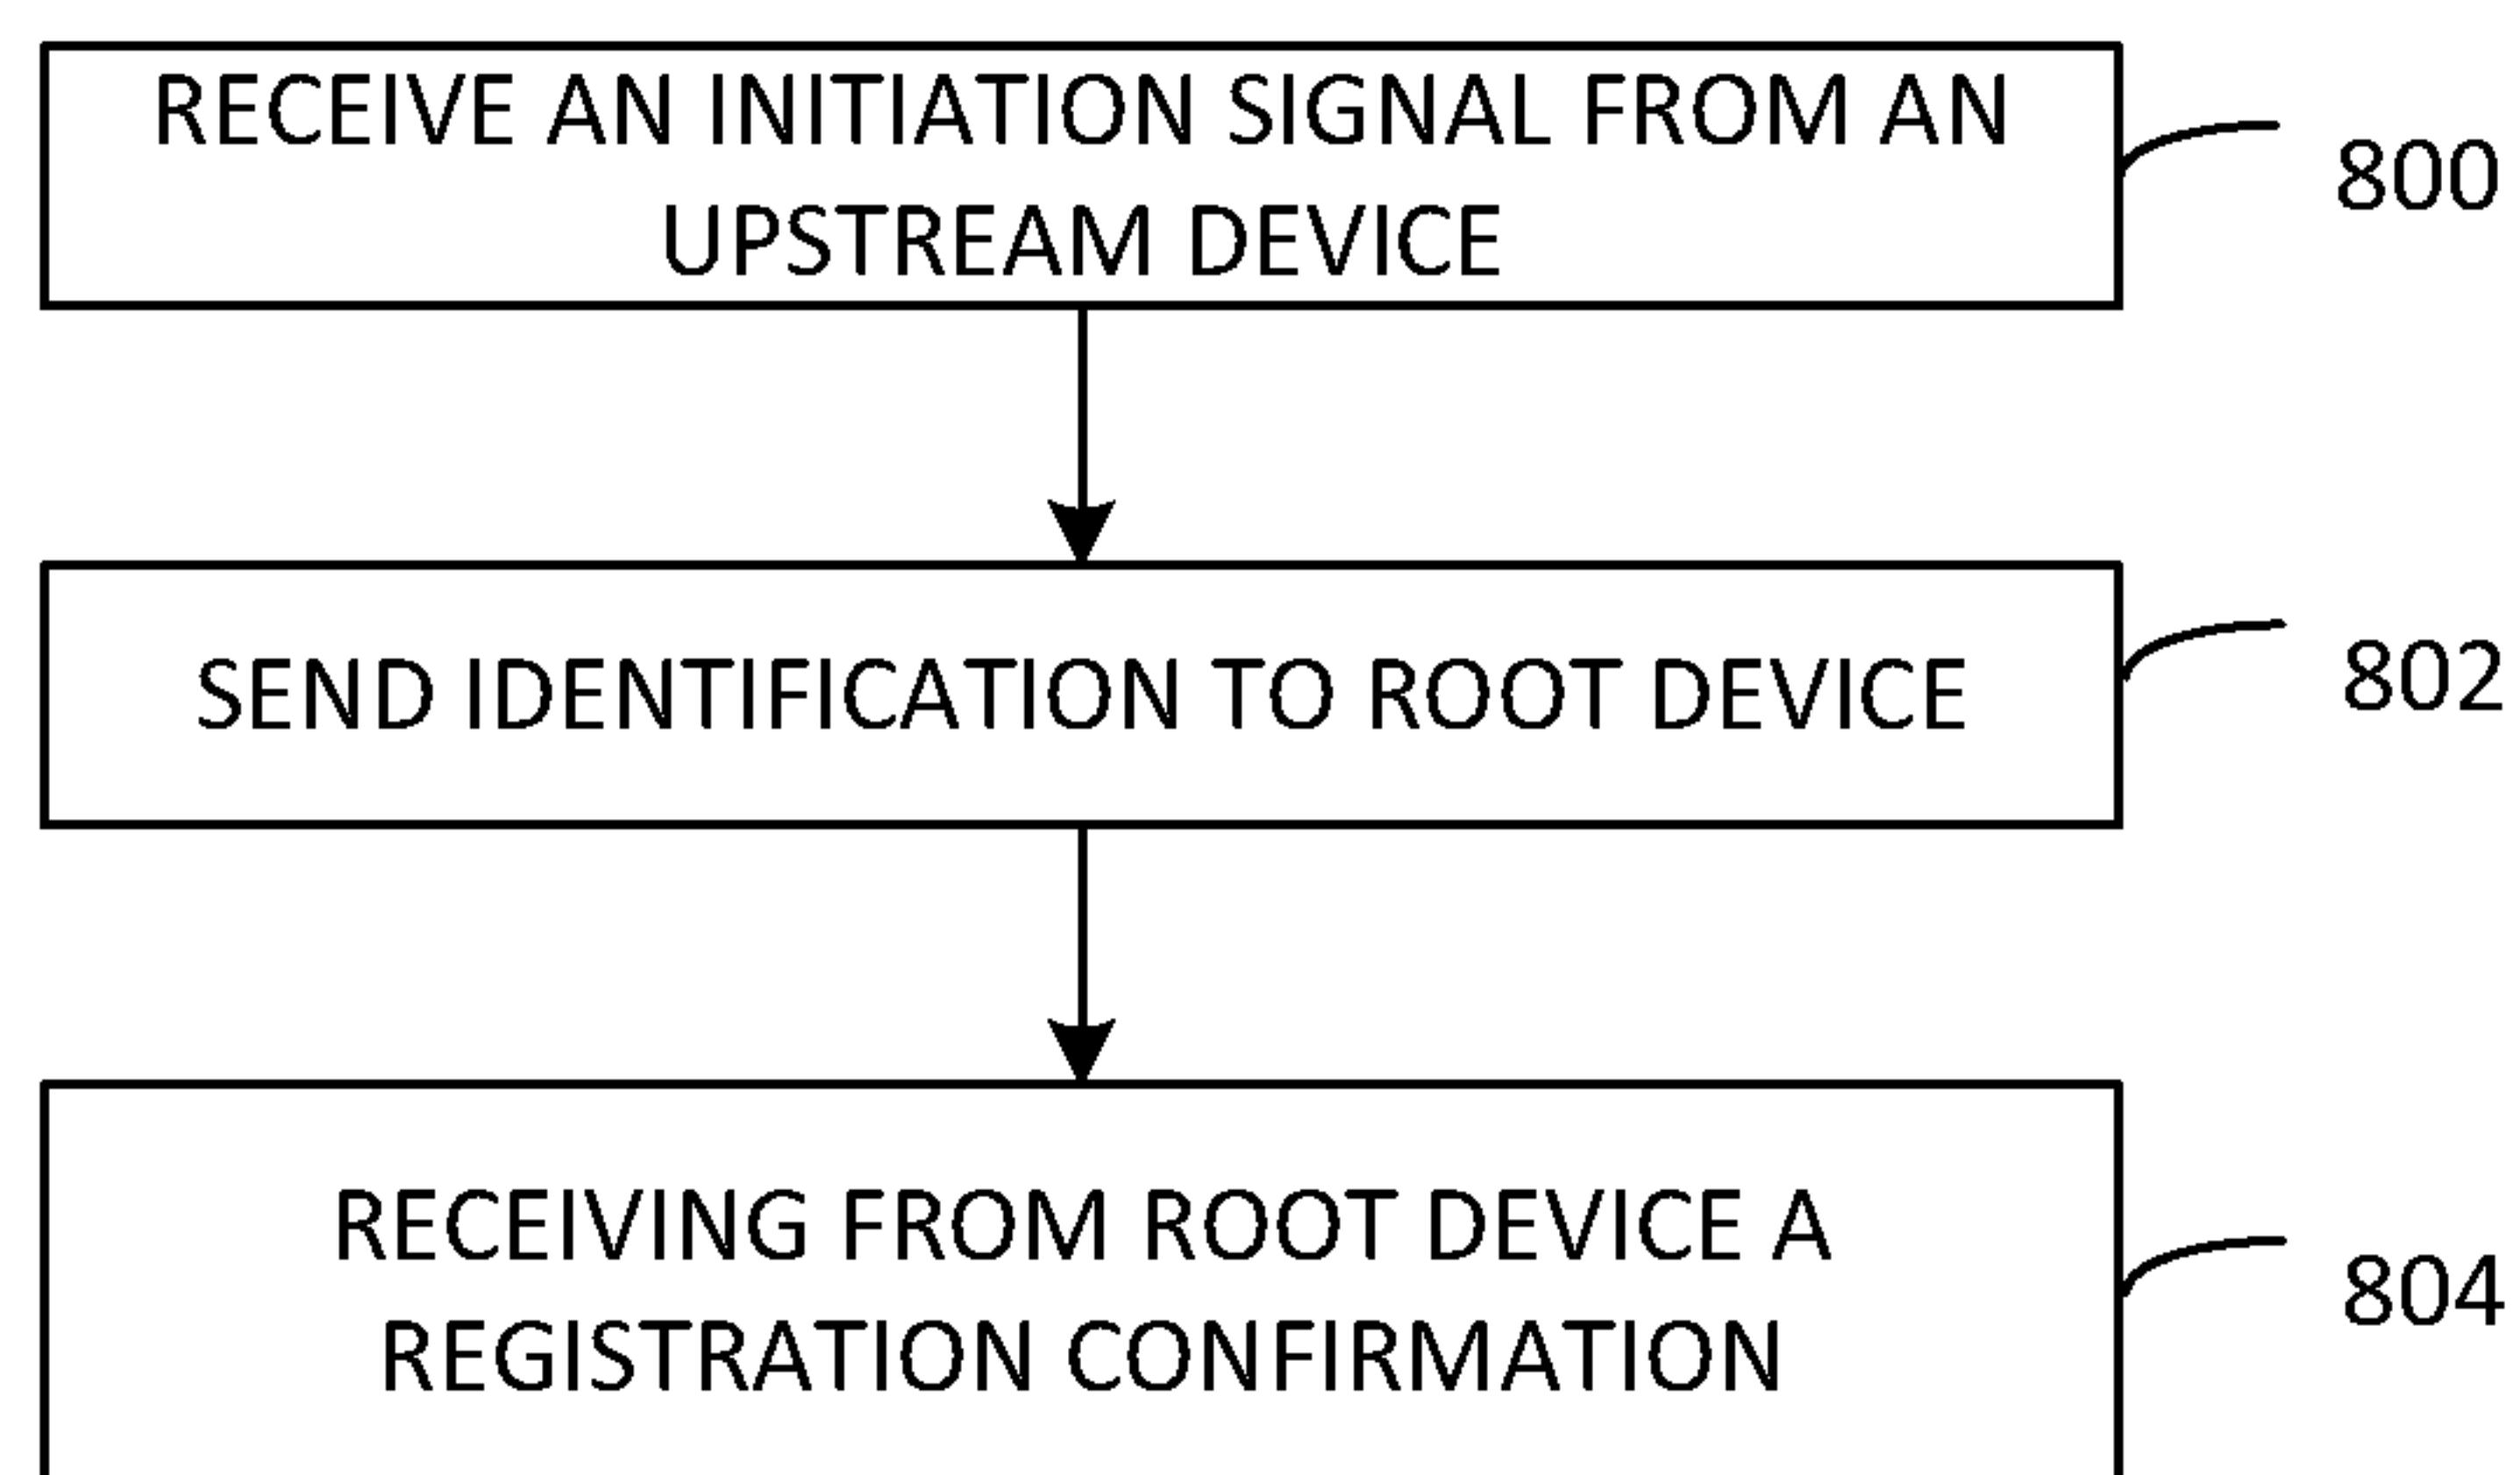 RECEIVE AN INITIATION SIGNAL FROM AN
UPSTREAM DEVICE
800
SEND IDENTIFICATION TO ROOT DEVICE
802
RECEIVING FROM ROOT DEVICE A
REGISTRATION CONFIRMATION
804